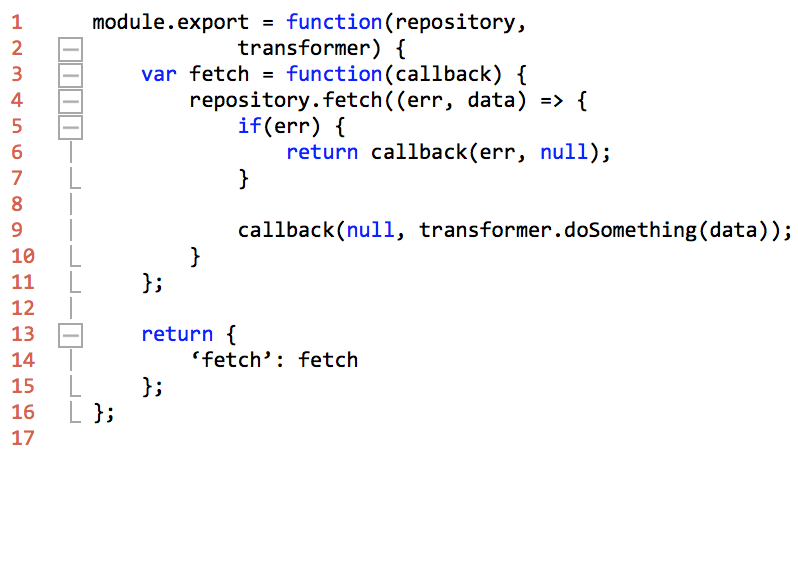 1 module.export = function(repository,
2 transformer) {
3 var fetch = function(callback) {
4 repository.fetch((err, data) => {
5 if(err) {
6 return callback(err, null);
7 }
8
9 callback(null, transformer.doSomething(data));
10 }
11 };
12
13 return {
14 ‘fetch’: fetch
15 };
16 };
17